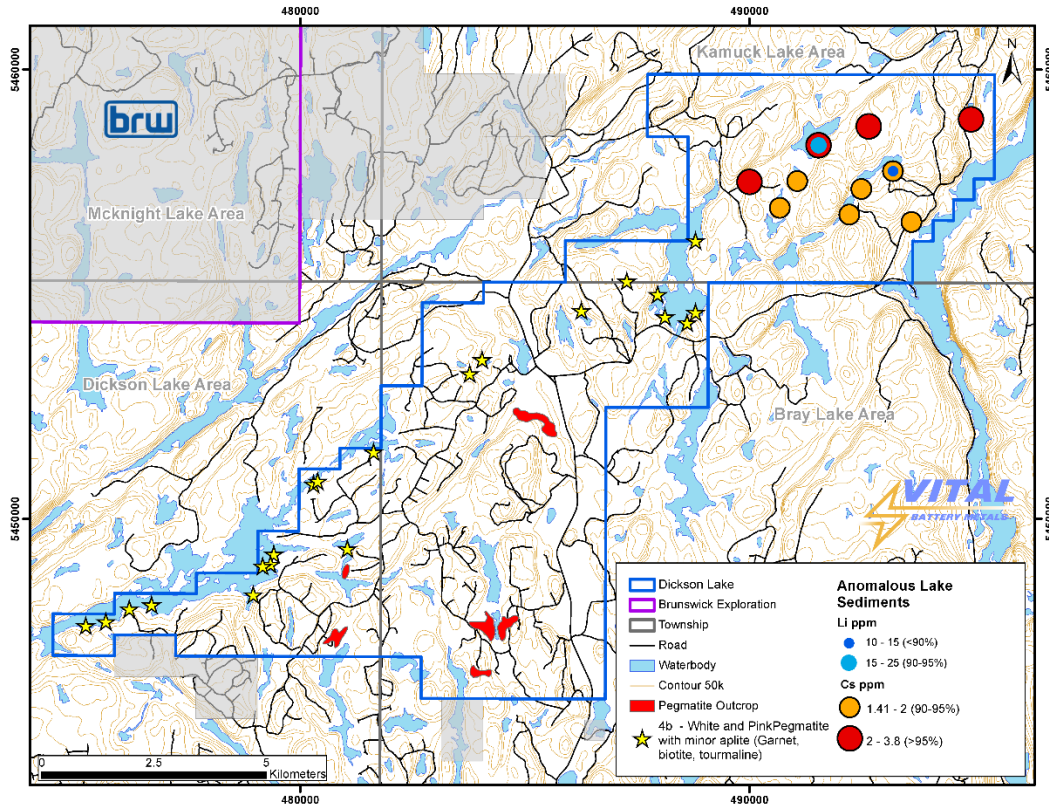 480000
490000
Kamuck Lake Area
N
5460000
5460000
brw
Mcknight Lake Area
Dickson Lake Area
Bray Lake Area
VITAL
BATTERY METALS
5450000
5450000
Dickson Lake
Brunswick Exploration
Township
Road
Waterbody
Contour 50k
Pegmatite Outcrop
4b - White and PinkPegmatite
with minor aplite (Garnet,
biotite, tourmaline)
Anomalous Lake
Sediments
Li ppm
10 - 15 (<90%)
15 - 25 (90-95%)
Cs ppm
1.41 - 2 (90-95%)
2 - 3.8 (>95%)
0 2.5 5
Kilometers
480000
490000